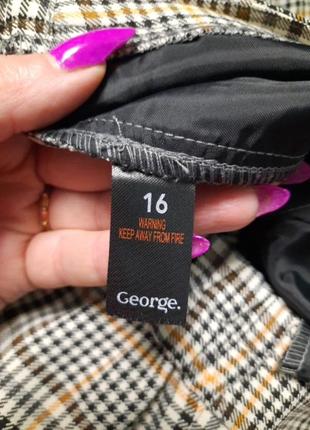 16
WARNING
KEEP AWAY FROM FIRE
George.